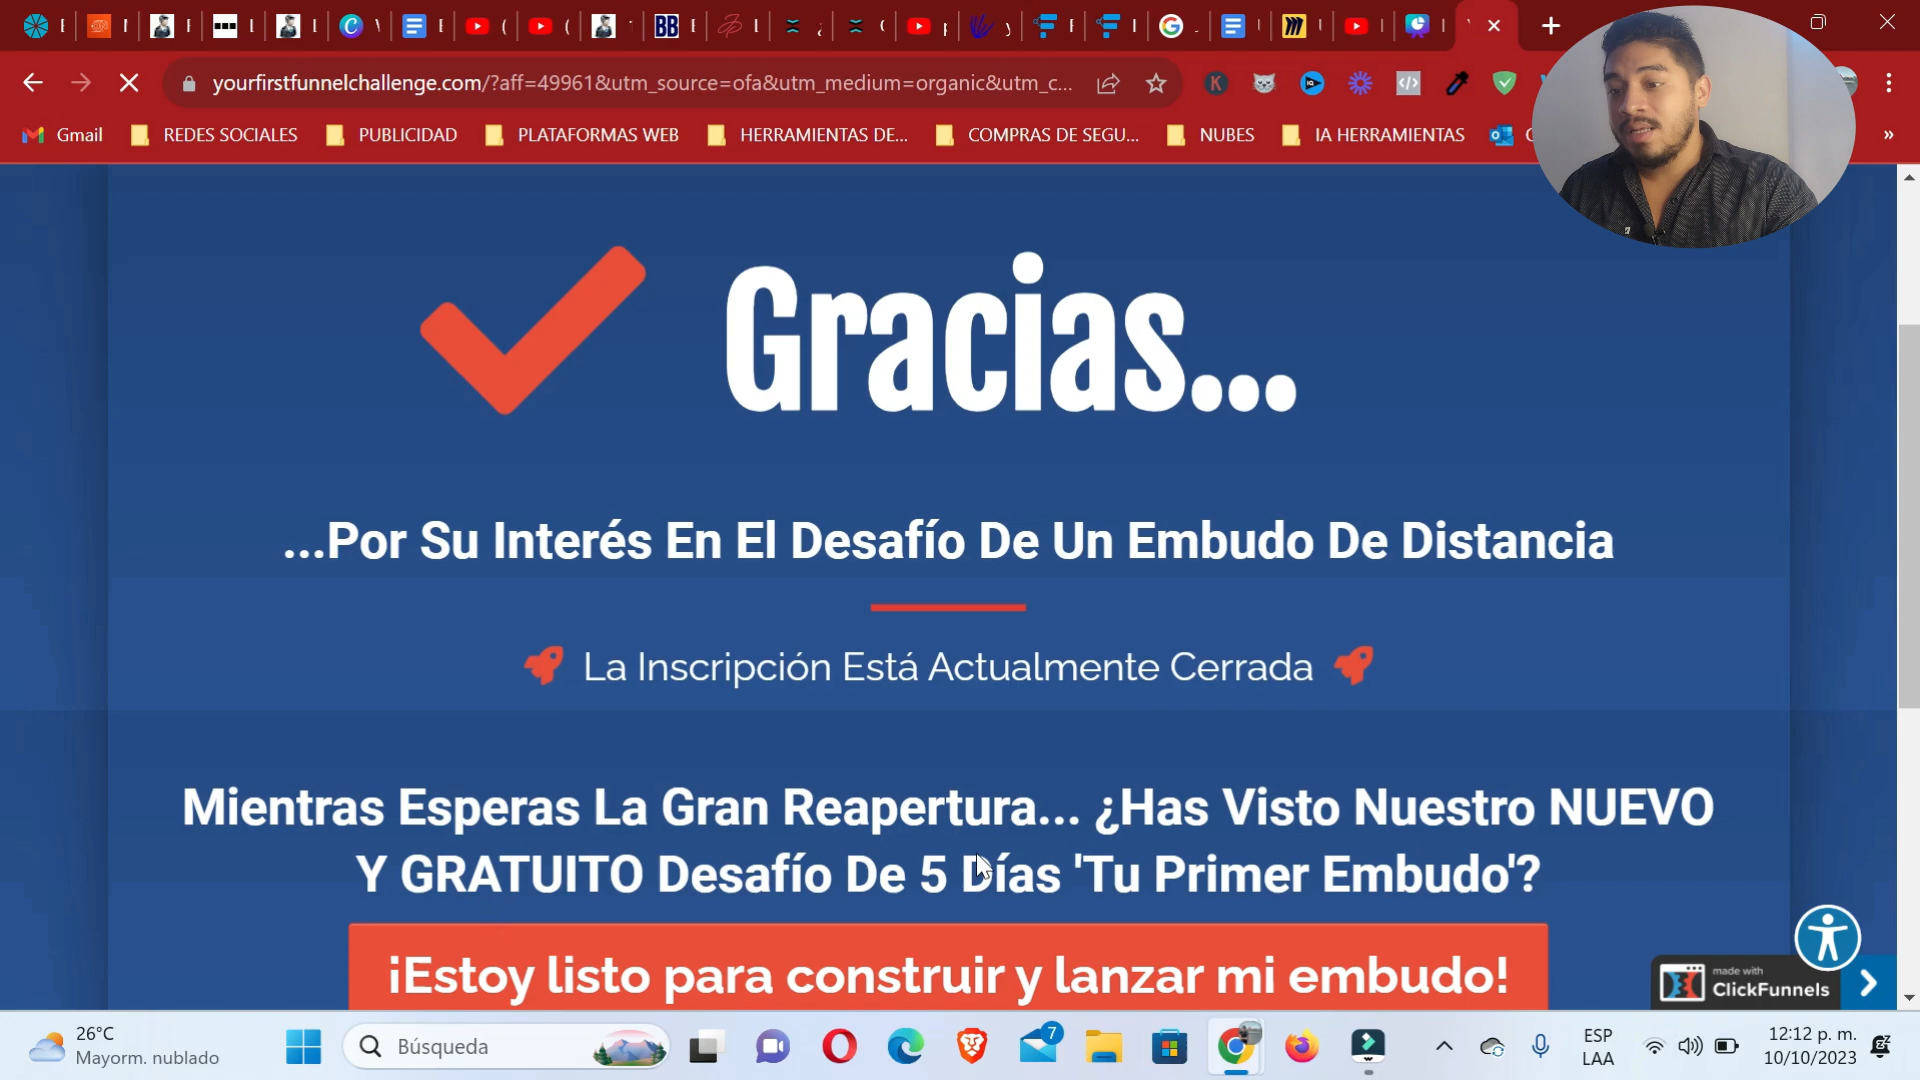 yourfirstfunnelchallenge.com/?aff=49961&utm_source=ofa&utm_medium=organic&utm_c...
Gmail
REDES SOCIALES
PUBLICIDAD
PLATAFORMAS WEB
HERRAMIENTAS DE...
COMPRAS DE SEGU...
NUBES
IA HERRAMIENTAS
»
Gracias...
...Por Su Interés En El Desafío De Un Embudo De Distancia
La Inscripción Está Actualmente Cerrada
Mientras Esperas La Gran Reapertura... ¿Has Visto Nuestro NUEVO
Y GRATUITO Desafío De 5 Días 'Tu Primer Embudo'?
¡Estoy listo para construir y lanzar mi embudo!
made with
ClickFunnels
26°C
Mayorm. nublado
Búsqueda
7
ESP
LAA
12:12 p. m.
10/10/2023